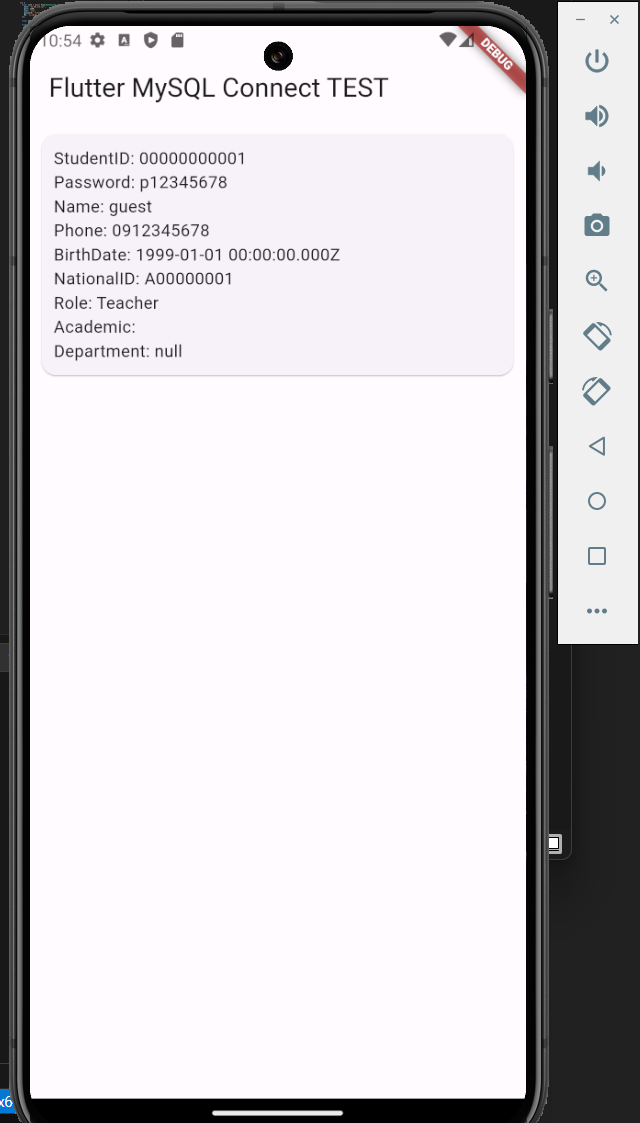 10:54
DEBUG
Flutter MySQL Connect TEST
StudentID: 00000000001
Password: p12345678
Name: guest
Phone: 0912345678
BirthDate: 1999-01-01 00:00:00.000Z
NationalID: A00000001
Role: Teacher
Academic:
Department: null
x6